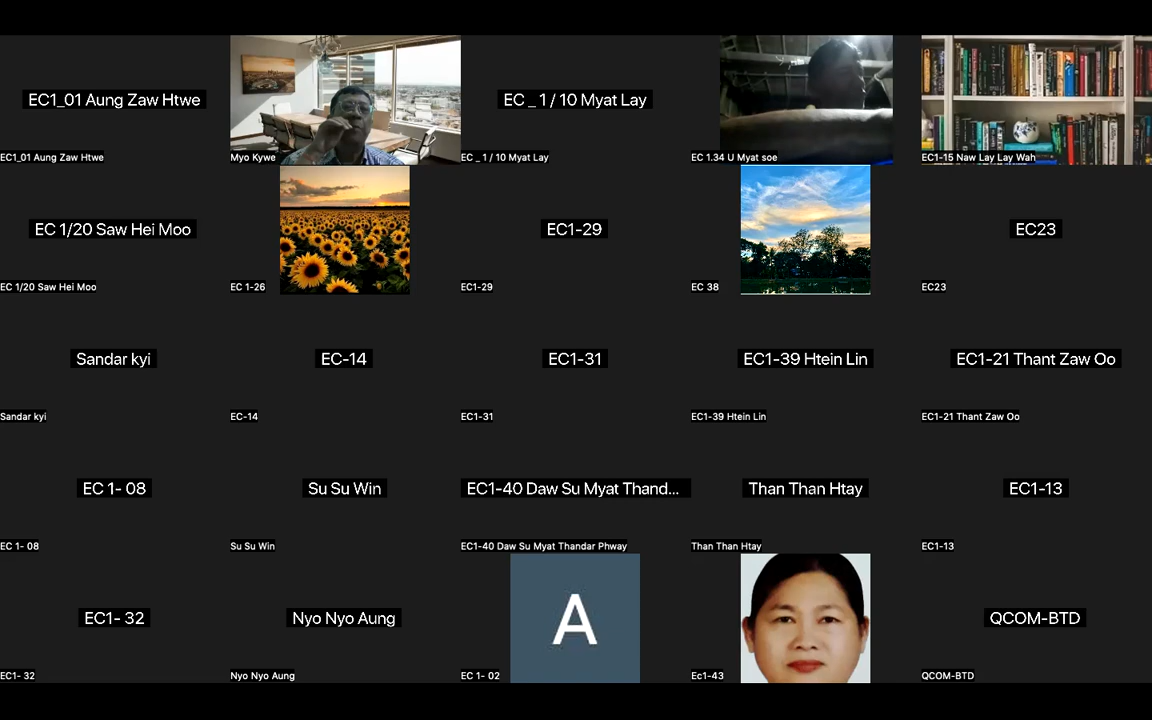 EC1_01 Aung Zaw Htwe
EC _ 1 / 10 Myat Lay
EC1_01 Aung Zaw Htwe
Myo Kywe
EC _ 1 / 10 Myat Lay
EC 1.34 U Myat soe
EC1-15 Naw Lay Lay Wah
EC 1/20 Saw Hei Moo
EC1-29
EC23
EC 1/20 Saw Hei Moo
EC 1-26
EC1-29
EC 38
EC23
Sandar kyi
EC-14
EC1-31
EC1-39 Htein Lin
EC1-21 Thant Zaw Oo
Sandar kyi
EC-14
EC1-31
EC1-39 Htein Lin
EC1-21 Thant Zaw Oo
EC 1- 08
Su Su Win
EC1-40 Daw Su Myat Thand...
Than Than Htay
EC1-13
EC 1- 08
Su Su Win
EC1-40 Daw Su Myat Thandar Phway
Than Than Htay
EC1-13
EC1- 32
Nyo Nyo Aung
A
QCOM-BTD
EC1- 32
Nyo Nyo Aung
EC 1- 02
Ec1-43
QCOM-BTD